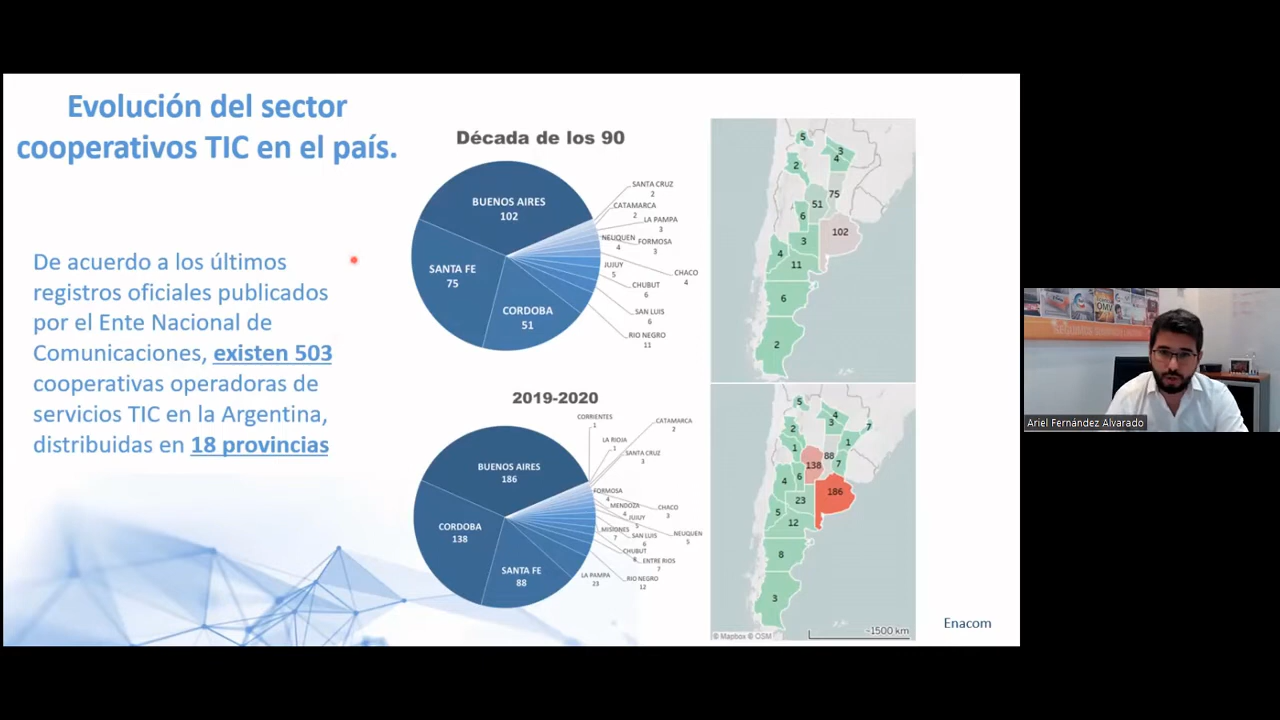 Evolución del sector
cooperativos TIC en el país.
De acuerdo a los últimos
registros oficiales publicados
por el Ente Nacional de
Comunicaciones, existen 503
cooperativas operadoras de
servicios TIC en la Argentina,
distribuidas en 18 provincias
Década de los 90
BUENOS AIRES
102
SANTA FE
75
CORDOBA
51
SANTA CRUZ
2
CATAMARCA
2
LA PAMPA
3
NEUQUEN
4
FORMOSA
3
JUJUY
5
CHACO
4
CHUBUT
6
SAN LUIS
6
RIO NEGRO
11
2019-2020
BUENOS AIRES
186
CORDOBA
138
SANTA FE
88
CORRIENTES
1
LA RIOJA
1
CATAMARCA
2
SANTA CRUZ
3
FORMOSA
4
MENDOZA
4
CHACO
3
JUJUY
5
MISIONES
7
SAN LUIS
6
NEUQUEN
5
CHUBUT
8
ENTRE RIOS
7
LA PAMPA
23
RIO NEGRO
12
5
3
4
2
75
51
6
102
3
4
11
6
2
5
4
3
7
2
1
1
88
138
7
6
4
186
23
5
12
8
3
© Mapbox © OSM
~1500 km
Enacom
SEGUIMOS
OMV
Ariel Fernández Alvarado